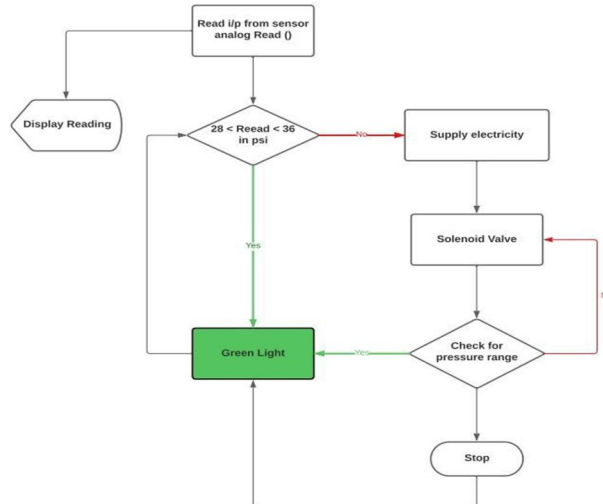 Read i/p from sensor
analog Read ()
Display Reading
28 < Reead < 36
in psi
No
Supply electricity
Yes
Solenoid Valve
Green Light
Yes
Check for
pressure range
Stop